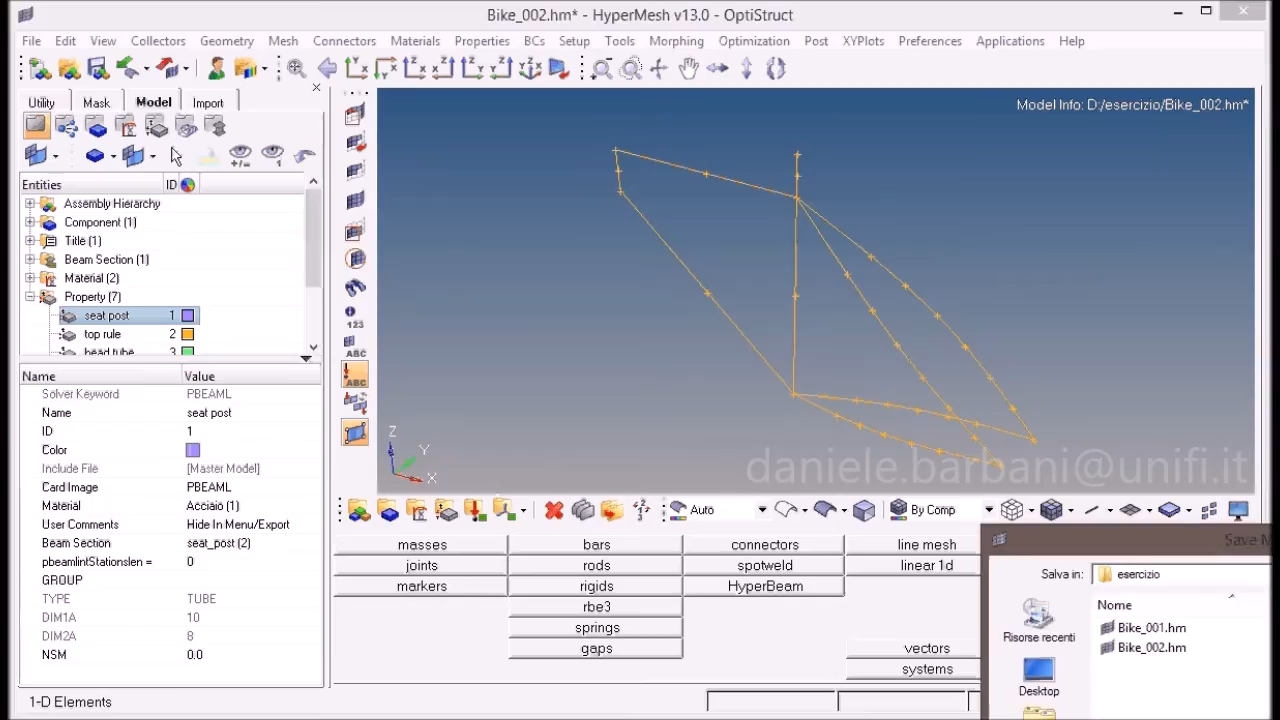 Bike_002.hm* - HyperMesh v13.0 - OptiStruct
File Edit View Collectors Geometry Mesh Connectors Materials Properties BCs Setup Tools Morphing Optimization Post XYPlots Preferences Applications Help
Utility Mask Model Import
Model Info: D:/esercizio/Bike_002.hm*
Entities ID
Assembly Hierarchy
Component (1)
Title (1)
Beam Section (1)
Material (2)
Property (7)
seat post 1
top rule 2
head tube 3
Name Value
Solver Keyword PBEAML
Name seat post
ID 1
Color
Include File [Master Model]
Card Image PBEAML
Material Acciaio (1)
User Comments Hide In Menu/Export
Beam Section seat_post (2)
pbeamlntStationslen = 0
GROUP
TYPE TUBE
DIM1A 10
DIM2A 8
NSM 0.0
123
ABC
ABC
Z
Y
X
daniele.barbani@unifi.it
Auto By Comp
masses bars connectors line mesh
joints rods spotweld linear 1d
markers rigids HyperBeam
rbe3
springs
gaps vectors
systems
Save M
Salva in: esercizio
Nome
Risorse recenti
Bike_001.hm
Bike_002.hm
Desktop
1-D Elements